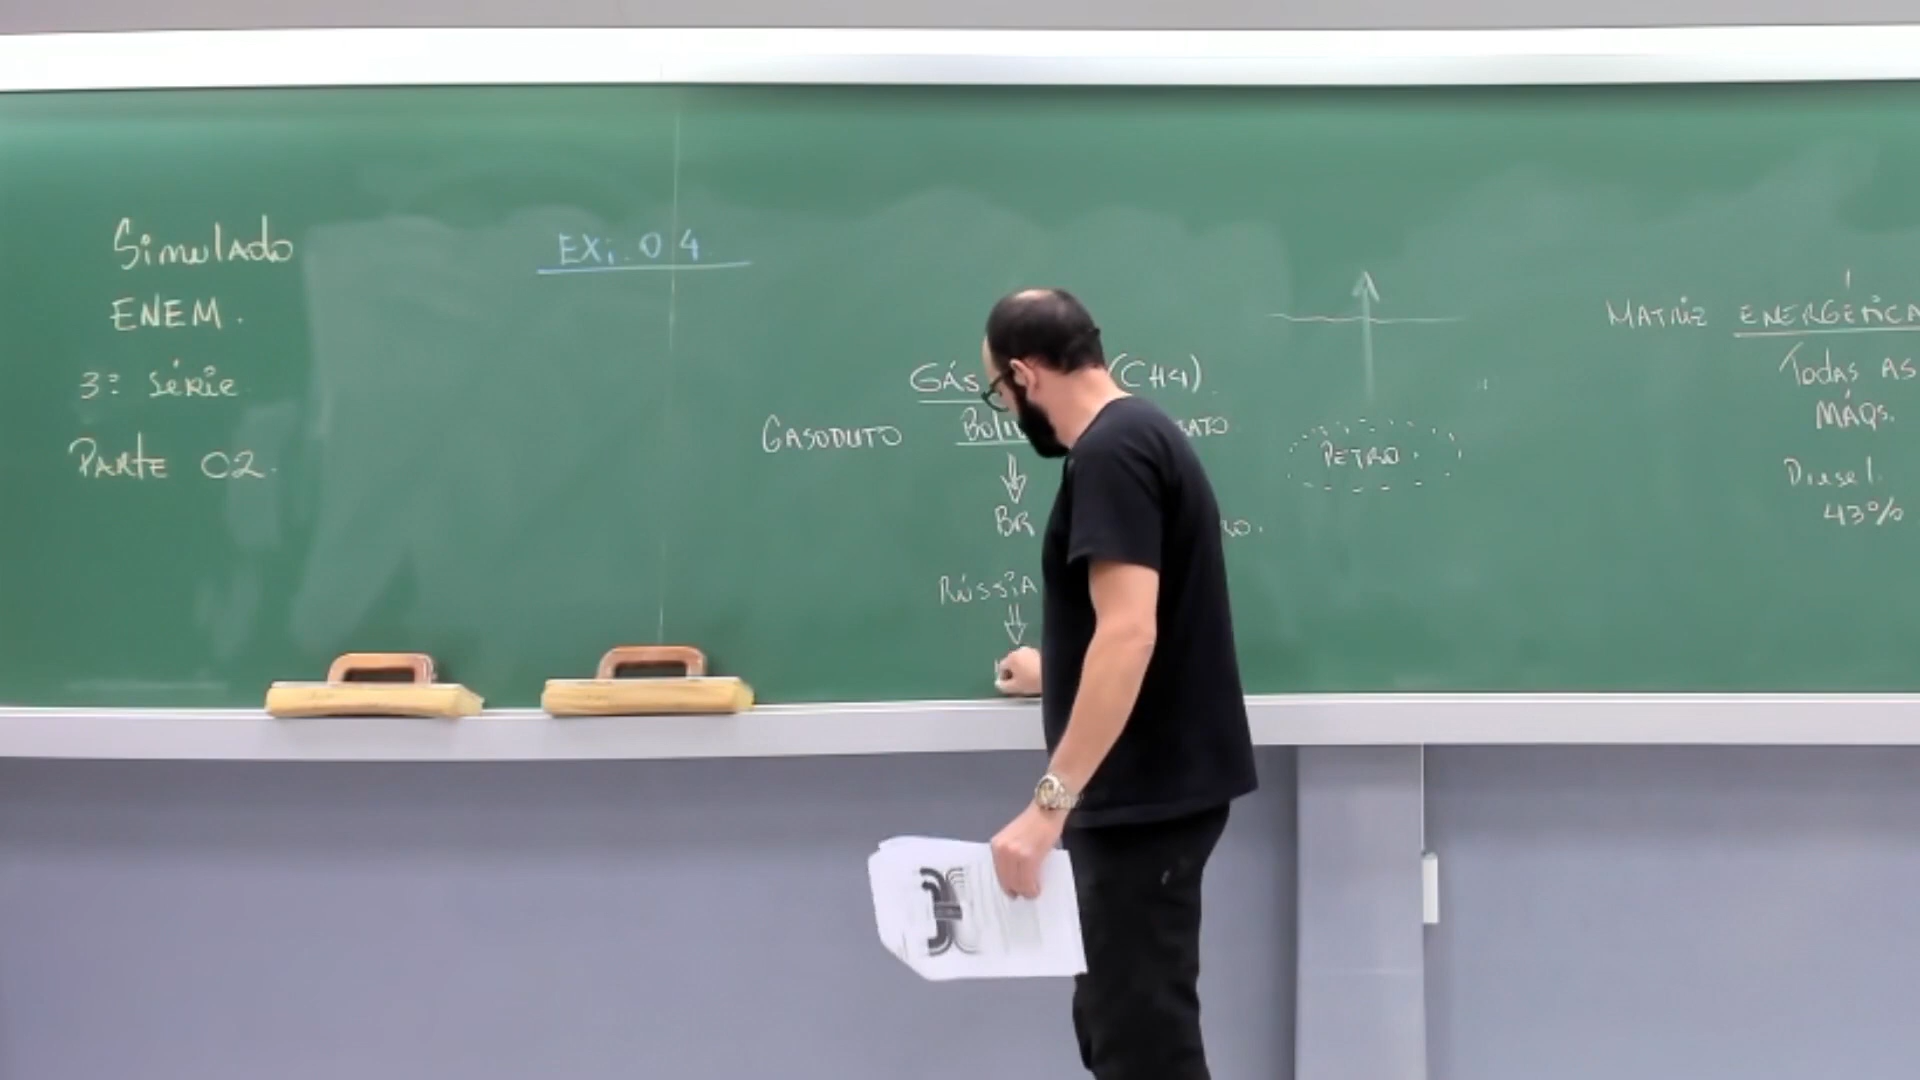 Simulado
ENEM.
3ª Série
PARTE 02.
EXi. 04
GÁS (CH4)
GASODUTO
BR
RÚSSIA
PETRO.
MATRIZ ENERGÉTICA
TODAS AS
MÁQS.
Diesel.
43%